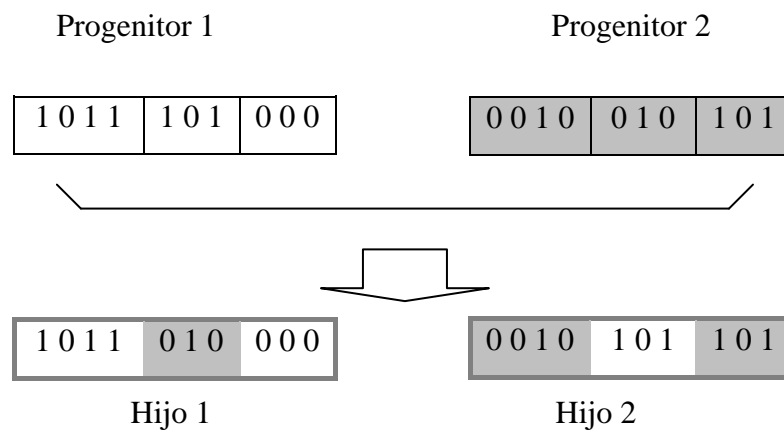 Progenitor 1 Progenitor 2
1 0 1 1 1 0 1 0 0 0 0 0 1 0 0 1 0 1 0 1
1 0 1 1 0 1 0 0 0 0 0 0 1 0 1 0 1 1 0 1
Hijo 1 Hijo 2